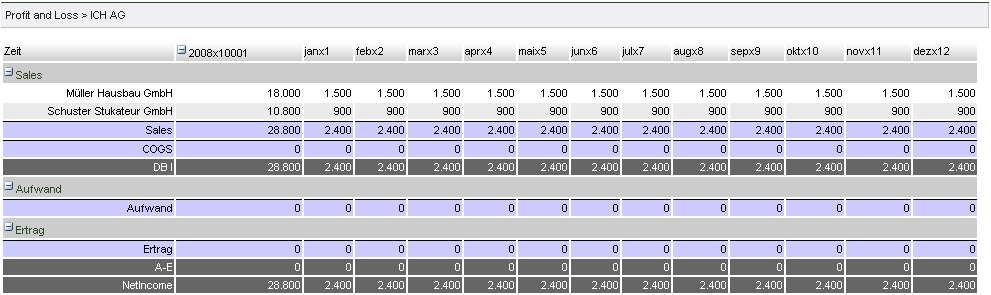 Profit and Loss > ICH AG
Zeit 2008x10001 janx1 febx2 marx3 aprx4 maix5 junx6 julx7 augx8 sepx9 oktx10 novx11 dezx12
Sales
Müller Hausbau GmbH 18.000 1.500 1.500 1.500 1.500 1.500 1.500 1.500 1.500 1.500 1.500 1.500 1.500
Schuster Stukateur GmbH 10.800 900 900 900 900 900 900 900 900 900 900 900 900
Sales 28.800 2.400 2.400 2.400 2.400 2.400 2.400 2.400 2.400 2.400 2.400 2.400 2.400
COGS 0 0 0 0 0 0 0 0 0 0 0 0 0
DB I 28.800 2.400 2.400 2.400 2.400 2.400 2.400 2.400 2.400 2.400 2.400 2.400 2.400
Aufwand
Aufwand 0 0 0 0 0 0 0 0 0 0 0 0 0
Ertrag
Ertrag 0 0 0 0 0 0 0 0 0 0 0 0 0
A-E 0 0 0 0 0 0 0 0 0 0 0 0 0
NetIncome 28.800 2.400 2.400 2.400 2.400 2.400 2.400 2.400 2.400 2.400 2.400 2.400 2.400